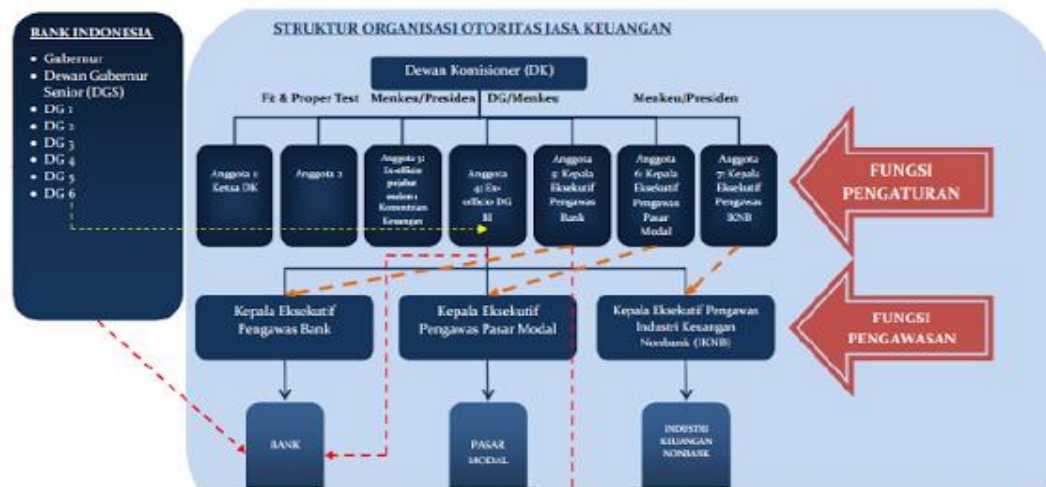 BANK INDONESIA
• Gubernur
• Dewan Gubernur
Senior (DGS)
• DG 1
• DG 2
• DG 3
• DG 4
• DG 5
• DG 6
STRUKTUR ORGANISASI OTORITAS JASA KEUANGAN
Dewan Komisioner (DK)
Fit & Proper Test
Menkeu/Presiden
DG/Menkeu
Menkeu/Presiden
Anggota 1:
Ketua DK
Anggota 2
Anggota 3:
Ex-officio
pejabat
eselon 1
Kementrian
Keuangan
Anggota
4: Ex-
officio DG
BI
Anggota
5: Kepala
Eksekutif
Pengawas
Bank
Anggota
6: Kepala
Eksekutif
Pengawas
Pasar
Modal
Anggota
7: Kepala
Eksekutif
Pengawas
IKNB
FUNGSI
PENGATURAN
Kepala Eksekutif
Pengawas Bank
Kepala Eksekutif
Pengawas Pasar Modal
Kepala Eksekutif Pengawas
Industri Keuangan
Nonbank (IKNB)
FUNGSI
PENGAWASAN
BANK
PASAR
MODAL
INDUSTRI
KEUANGAN
NONBANK